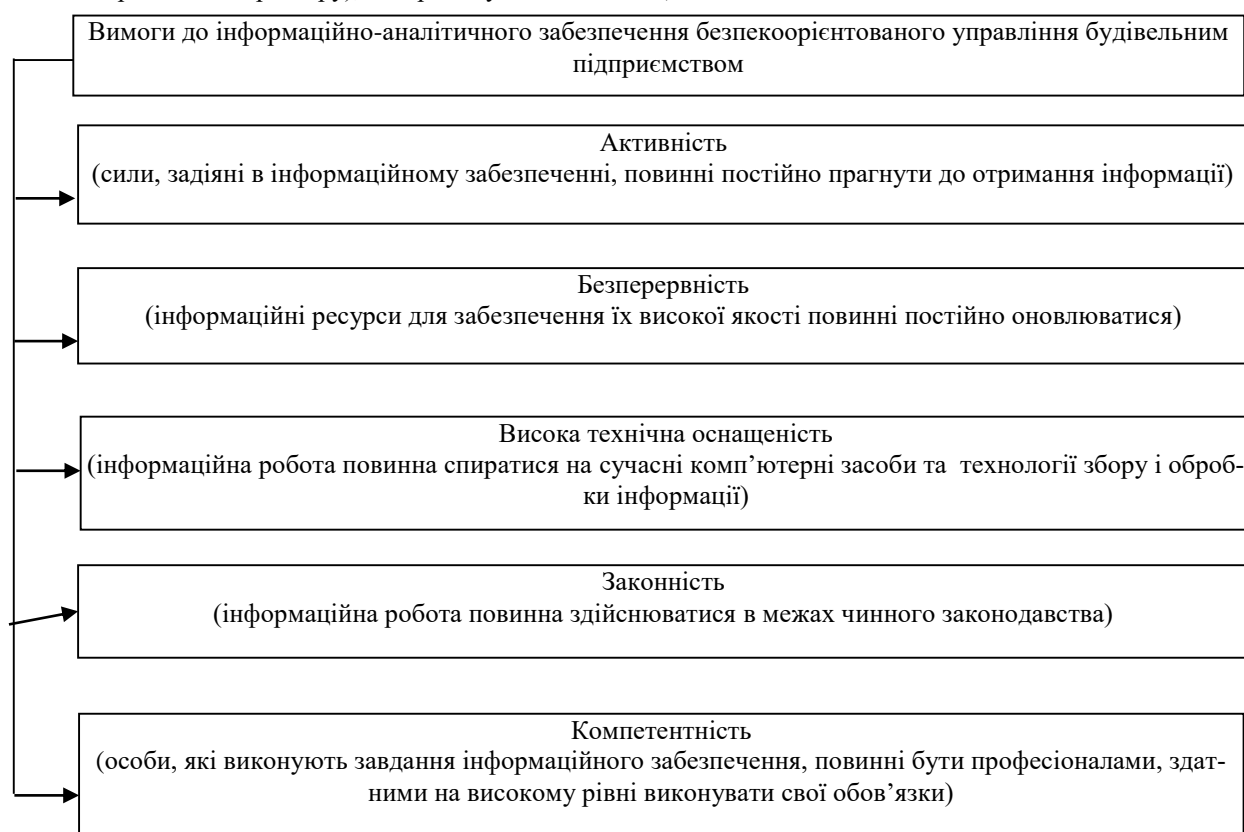 Вимоги до інформаційно-аналітичного забезпечення безпекоорієнтованого управління будівельним
підприємством
Активність
(сили, задіяні в інформаційному забезпеченні, повинні постійно прагнути до отримання інформації)
Безперервність
(інформаційні ресурси для забезпечення їх високої якості повинні постійно оновлюватися)
Висока технічна оснащеність
(інформаційна робота повинна спиратися на сучасні комп’ютерні засоби та технології збору і оброб-
ки інформації)
Законність
(інформаційна робота повинна здійснюватися в межах чинного законодавства)
Компетентність
(особи, які виконують завдання інформаційного забезпечення, повинні бути професіоналами, здат-
ними на високому рівні виконувати свої обов’язки)